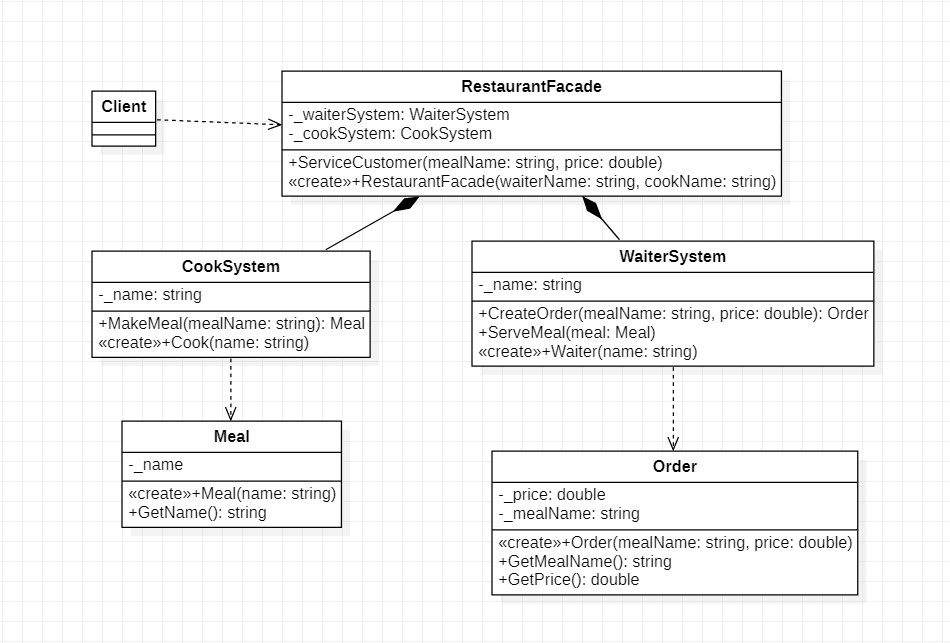 Client
RestaurantFacade
-_waiterSystem: WaiterSystem
-_cookSystem: CookSystem
+ServiceCustomer(mealName: string, price: double)
«create»+RestaurantFacade(waiterName: string, cookName: string)
CookSystem
-_name: string
+MakeMeal(mealName: string): Meal
«create»+Cook(name: string)
WaiterSystem
-_name: string
+CreateOrder(mealName: string, price: double): Order
+ServeMeal(meal: Meal)
«create»+Waiter(name: string)
Meal
-_name
«create»+Meal(name: string)
+GetName(): string
Order
-_price: double
-_mealName: string
«create»+Order(mealName: string, price: double)
+GetMealName(): string
+GetPrice(): double